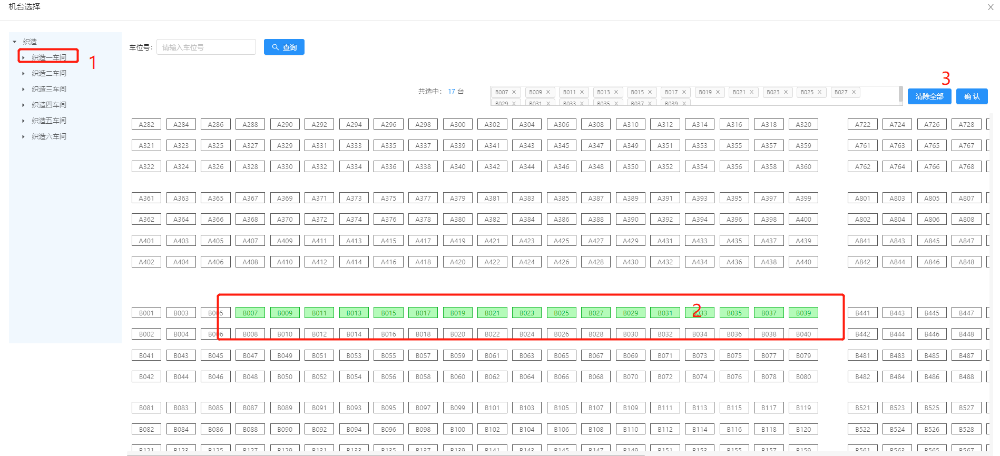 机台选择 X
织造
织造一车间 1
织造二车间
织造三车间
织造四车间
织造五车间
织造六车间
车位号: 请输入车位号 查询
3
共选中: 17 台 B007 × B009 × B011 × B013 × B015 × B017 × B019 × B021 × B023 × B025 × B027 × 清除全部 确 认
B029 × B031 × B033 × B035 × B037 × B039 ×
A282 A284 A286 A288 A290 A292 A294 A296 A298 A300 A302 A304 A306 A308 A310 A312 A314 A316 A318 A320 A722 A724 A726 A728
A321 A323 A325 A327 A329 A331 A333 A335 A337 A339 A341 A343 A345 A347 A349 A351 A353 A355 A357 A359 A761 A763 A765 A767
A322 A324 A326 A328 A330 A332 A334 A336 A338 A340 A342 A344 A346 A348 A350 A352 A354 A356 A358 A360 A762 A764 A766 A768
A361 A363 A365 A367 A369 A371 A373 A375 A377 A379 A381 A383 A385 A387 A389 A391 A393 A395 A397 A399 A801 A803 A805 A807
A362 A364 A366 A368 A370 A372 A374 A376 A378 A380 A382 A384 A386 A388 A390 A392 A394 A396 A398 A400 A802 A804 A806 A808
A401 A403 A405 A407 A409 A411 A413 A415 A417 A419 A421 A423 A425 A427 A429 A431 A433 A435 A437 A439 A841 A843 A845 A847
A402 A404 A406 A408 A410 A412 A414 A416 A418 A420 A422 A424 A426 A428 A430 A432 A434 A436 A438 A440 A842 A844 A846 A848
B001 B003 B005 B007 B009 B011 B013 B015 B017 B019 B021 B023 B025 B027 B029 B031 2 B033 B035 B037 B039 B441 B443 B445 B447
B002 B004 B006 B008 B010 B012 B014 B016 B018 B020 B022 B024 B026 B028 B030 B032 B034 B036 B038 B040 B442 B444 B446 B448
B041 B043 B045 B047 B049 B051 B053 B055 B057 B059 B061 B063 B065 B067 B069 B071 B073 B075 B077 B079 B481 B483 B485 B487
B042 B044 B046 B048 B050 B052 B054 B056 B058 B060 B062 B064 B066 B068 B070 B072 B074 B076 B078 B080 B482 B484 B486 B488
B081 B083 B085 B087 B089 B091 B093 B095 B097 B099 B101 B103 B105 B107 B109 B111 B113 B115 B117 B119 B521 B523 B525 B527
B082 B084 B086 B088 B090 B092 B094 B096 B098 B100 B102 B104 B106 B108 B110 B112 B114 B116 B118 B120 B522 B524 B526 B528
B121 B123 B125 B127 B129 B131 B133 B135 B137 B139 B141 B143 B145 B147 B149 B151 B153 B155 B157 B159 B561 B563 B565 B567